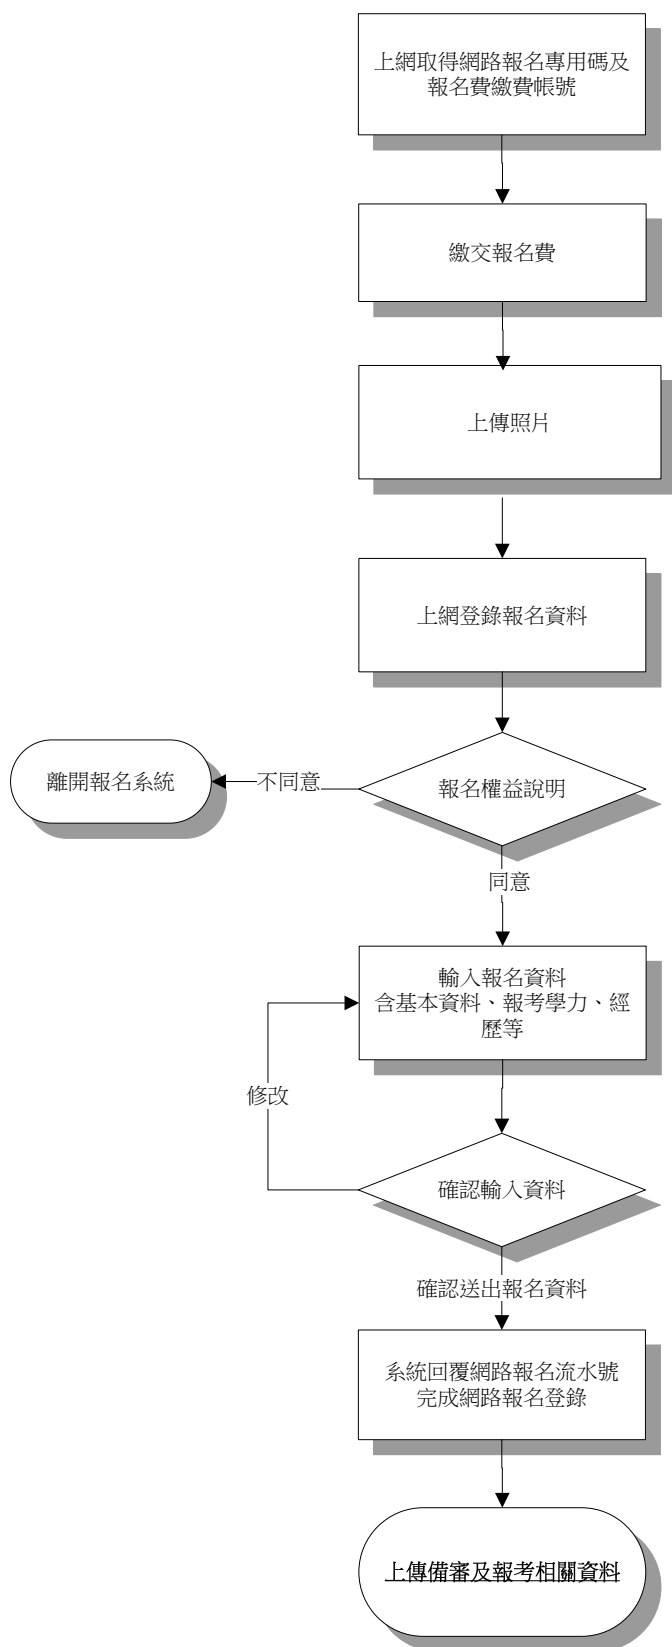 上網取得網路報名專用碼及
報名費繳費帳號
繳交報名費
上傳照片
上網登錄報名資料
報名權益說明
不同意
離開報名系統
同意
輸入報名資料
含基本資料、報考學力、經
歷等
修改
確認輸入資料
確認送出報名資料
系統回覆網路報名流水號
完成網路報名登錄
上傳備審及報考相關資料